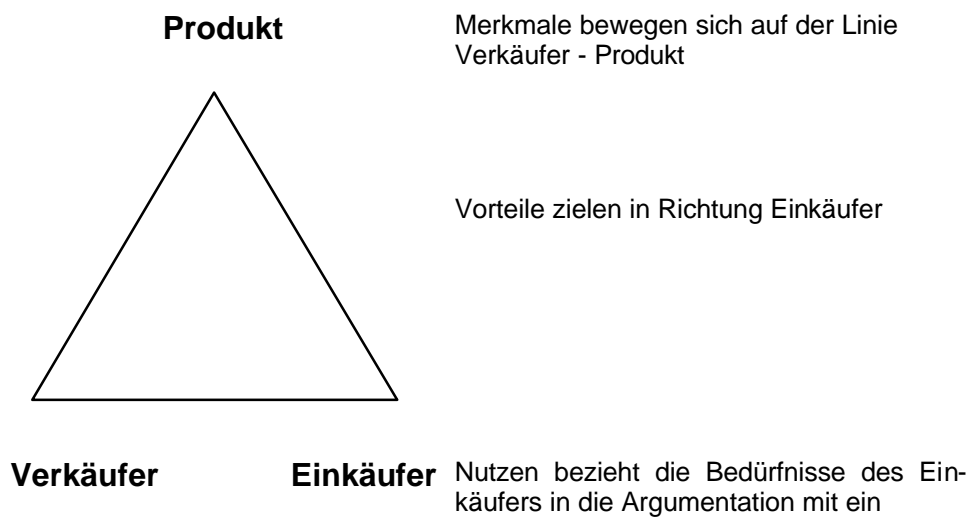 Produkt
Merkmale bewegen sich auf der Linie
Verkäufer - Produkt
Vorteile zielen in Richtung Einkäufer
Verkäufer
Einkäufer
Nutzen bezieht die Bedürfnisse des Ein-
käufers in die Argumentation mit ein